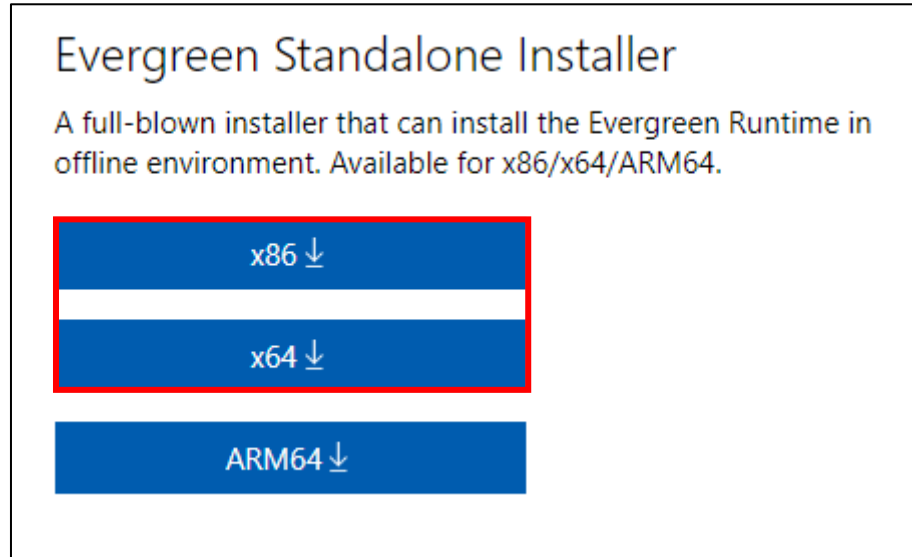 Evergreen Standalone Installer
A full-blown installer that can install the Evergreen Runtime in
offline environment. Available for x86/x64/ARM64.
x86
x64
ARM64